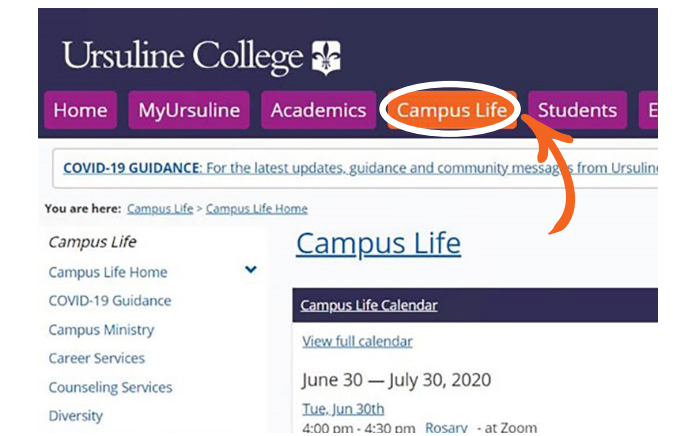 Ursuline College
Home MyUrsuline Academics Campus Life Students E
COVID-19 GUIDANCE: For the latest updates, guidance and community messages from Ursuline
You are here: Campus Life > Campus Life Home
Campus Life
Campus Life Home
COVID-19 Guidance
Campus Ministry
Career Services
Counseling Services
Diversity
Campus Life
Campus Life Calendar
View full calendar
June 30 — July 30, 2020
Tue, Jun 30th
4:00 pm - 4:30 pm Rosary - at Zoom